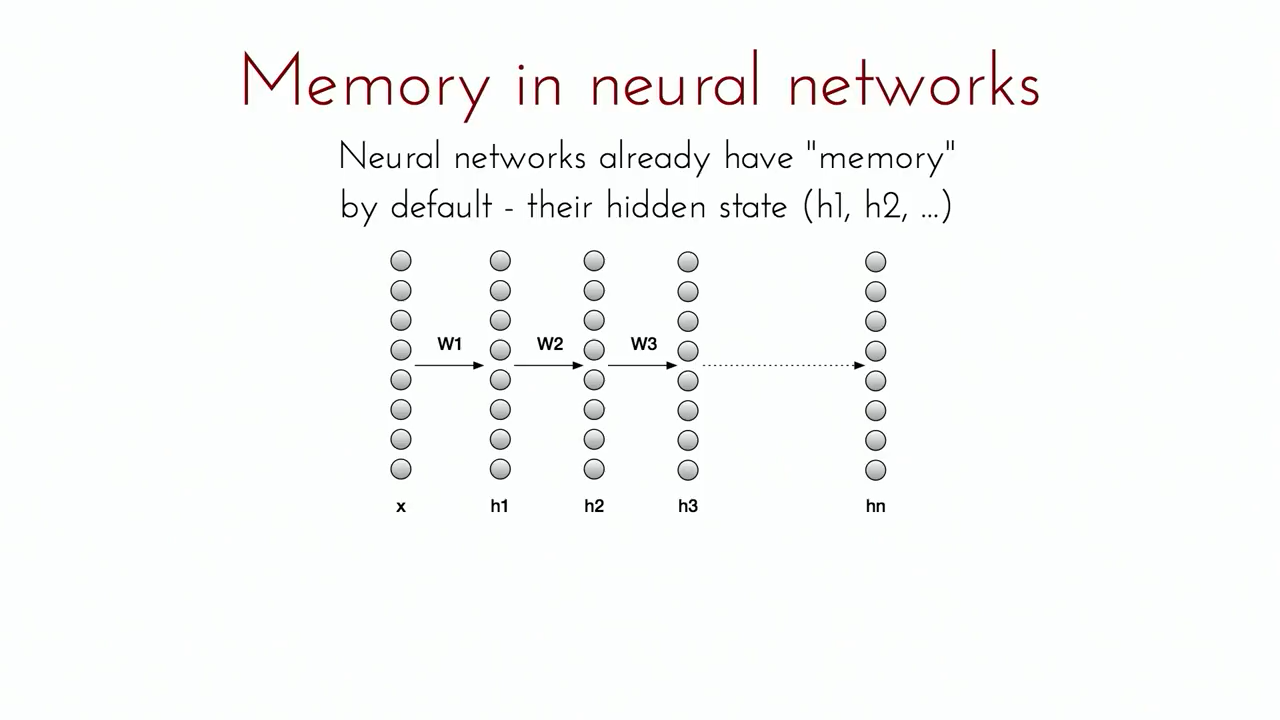 Memory in neural networks
Neural networks already have "memory"
by default - their hidden state (h1, h2, ...)
W1 W2 W3
x h1 h2 h3 hn